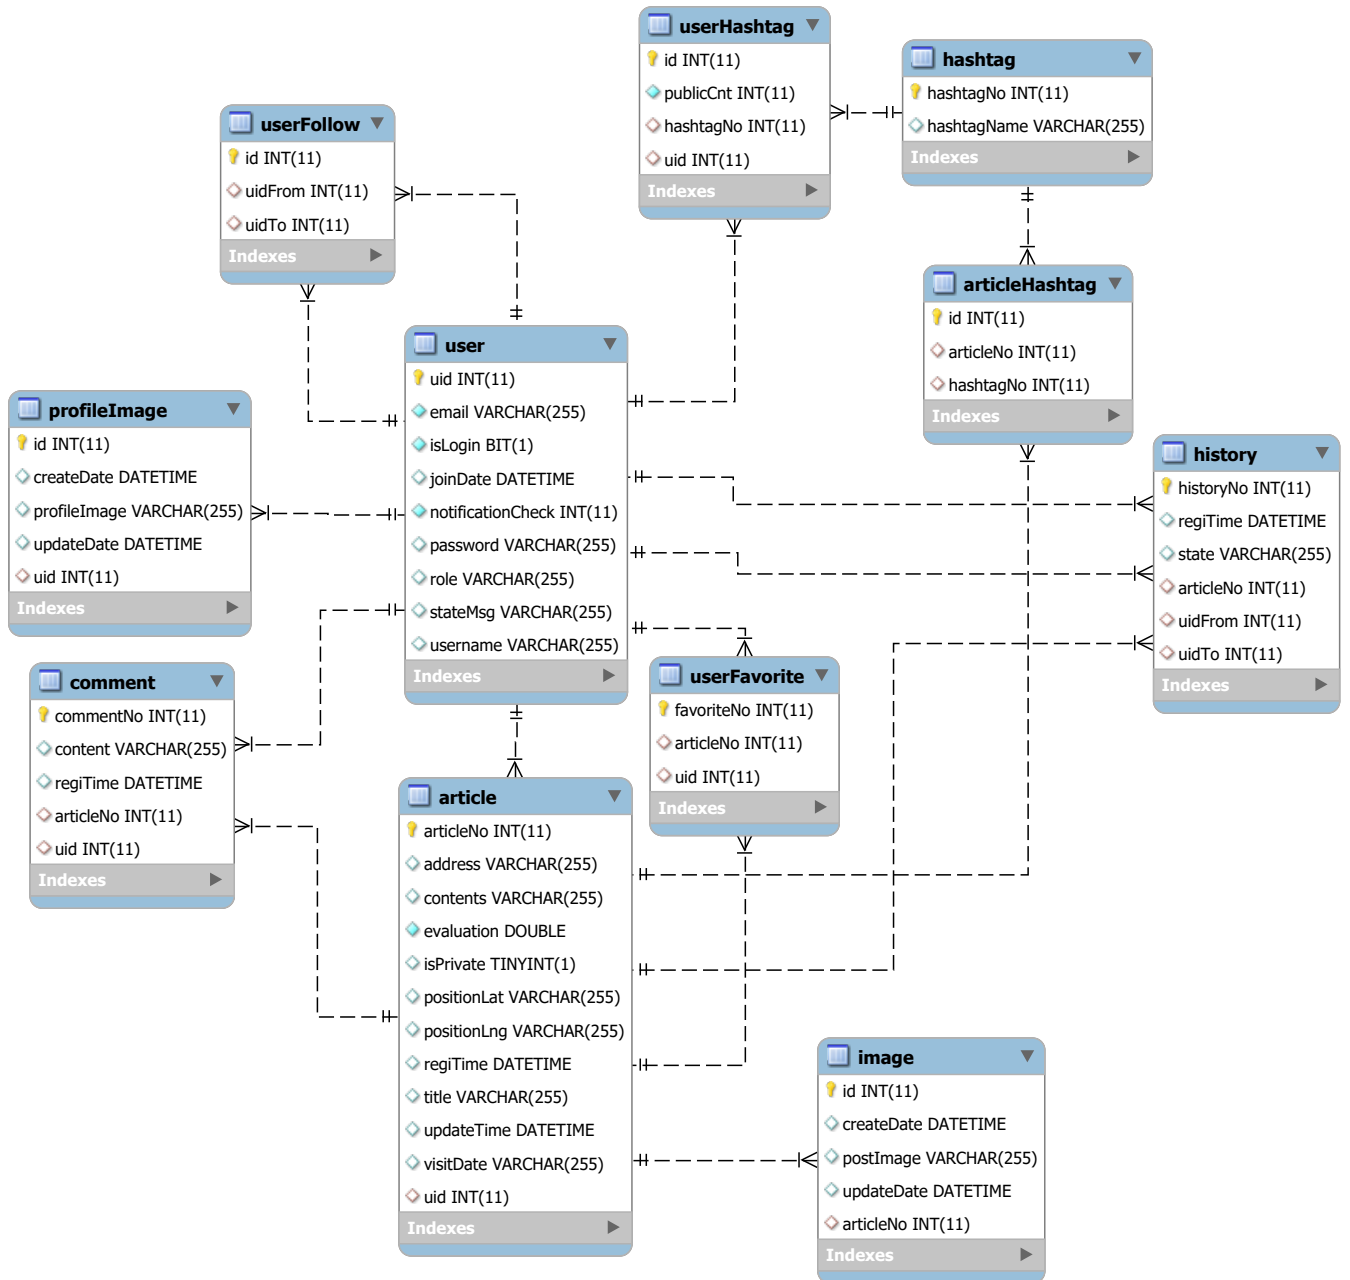 userHashtag
id INT(11)
publicCnt INT(11)
hashtagNo INT(11)
uid INT(11)
Indexes
hashtag
hashtagNo INT(11)
hashtagName VARCHAR(255)
Indexes
userFollow
id INT(11)
uidFrom INT(11)
uidTo INT(11)
Indexes
articleHashtag
id INT(11)
articleNo INT(11)
hashtagNo INT(11)
Indexes
user
uid INT(11)
email VARCHAR(255)
isLogin BIT(1)
joinDate DATETIME
notificationCheck INT(11)
password VARCHAR(255)
role VARCHAR(255)
stateMsg VARCHAR(255)
username VARCHAR(255)
Indexes
profileImage
id INT(11)
createDate DATETIME
profileImage VARCHAR(255)
updateDate DATETIME
uid INT(11)
Indexes
history
historyNo INT(11)
regiTime DATETIME
state VARCHAR(255)
articleNo INT(11)
uidFrom INT(11)
uidTo INT(11)
Indexes
comment
commentNo INT(11)
content VARCHAR(255)
regiTime DATETIME
articleNo INT(11)
uid INT(11)
Indexes
userFavorite
favoriteNo INT(11)
articleNo INT(11)
uid INT(11)
Indexes
article
articleNo INT(11)
address VARCHAR(255)
contents VARCHAR(255)
evaluation DOUBLE
isPrivate TINYINT(1)
positionLat VARCHAR(255)
positionLng VARCHAR(255)
regiTime DATETIME
title VARCHAR(255)
updateTime DATETIME
visitDate VARCHAR(255)
uid INT(11)
Indexes
image
id INT(11)
createDate DATETIME
postImage VARCHAR(255)
updateDate DATETIME
articleNo INT(11)
Indexes